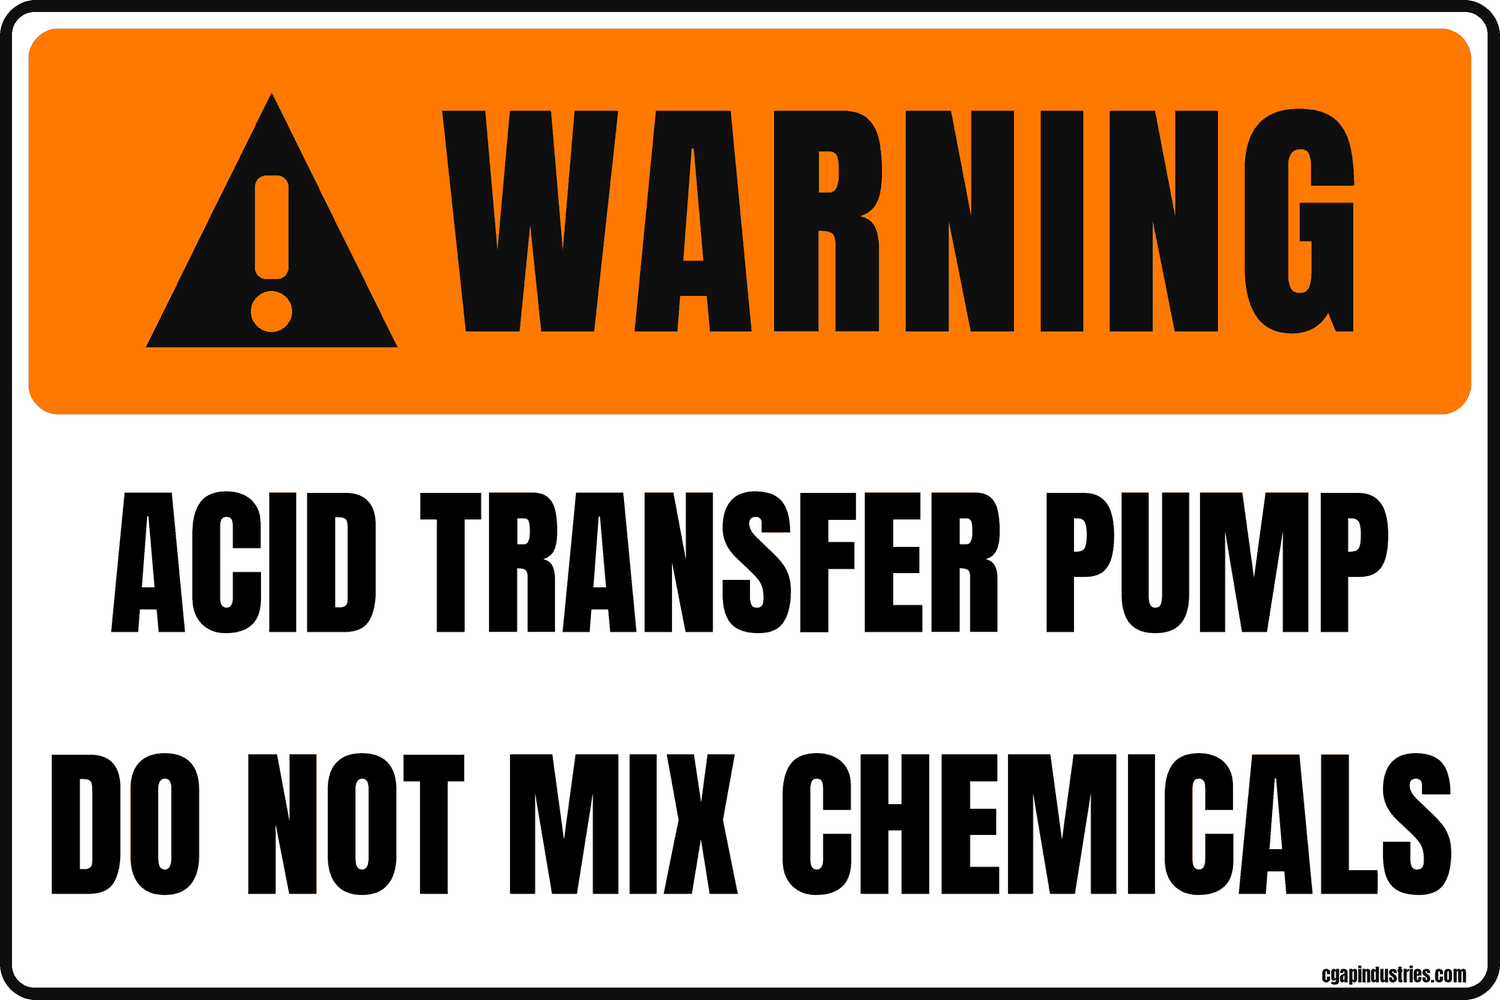 WARNING
ACID TRANSFER PUMP
DO NOT MIX CHEMICALS
cgapindustries.com